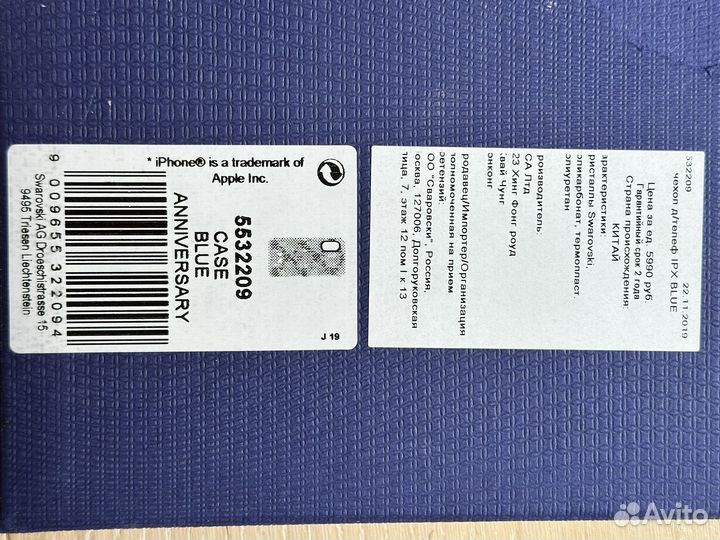 * iPhone® is a trademark of
Apple Inc.
5532209
CASE
BLUE
ANNIVERSARY
9 009655 322094
Swarovski AG Droeschistrasse 15
9495 Triesen Liechtenstein
J 19
532209 22.11.2019
чехол д/телеф IPX BLUE
Цена за ед. 5990 руб.
Гарантийный срок 2 года
Страна происхождения:
КИТАЙ
арактеристики:
ристаллы Swarovski,
оликарбонат, термопласт.
олиуретан
роизводитель:
СА Лтд
23 Хинг Фонг роуд
вай Чунг
онконг
родавец/Импортер/Организация
полномоченная на прием
ретензий:
ОО "Сваровски", Россия,
осква, 127006, Долгоруковская
лица, 7, этаж 12 пом I к 13
Avito